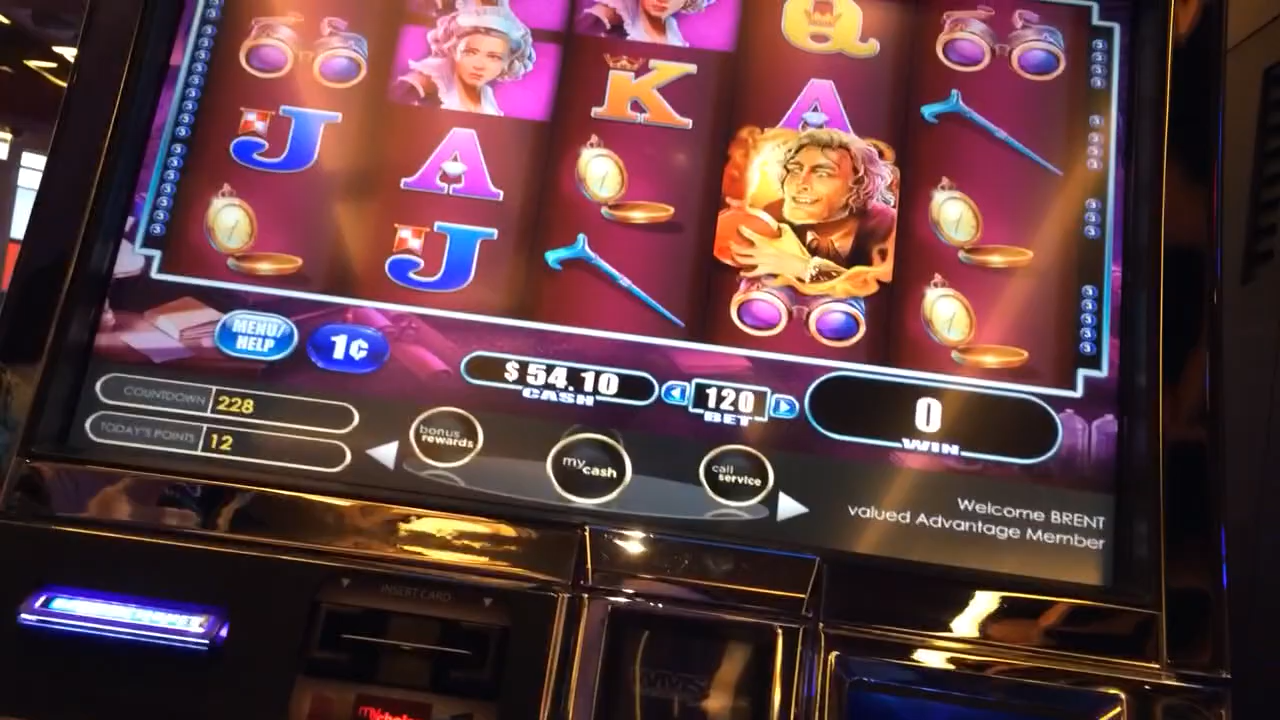 Q
K
A
J
A
J
MENU/
HELP
1¢
$54.10
CASH
120
BET
0
WIN
COUNTDOWN 228
TODAY'S POINTS 12
bonus
rewards
my cash
call
service
Welcome BRENT
valued Advantage Member
INSERT CARD